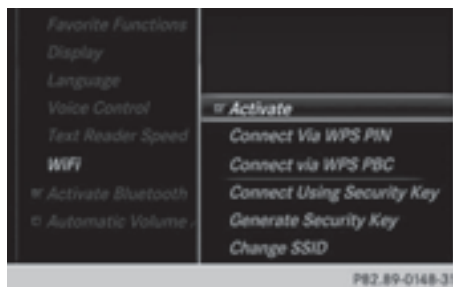 Favorite Functions
Display
Language
Voice Control
Text Reader Speed
WiFi
Activate Bluetooth
Automatic Volume
Activate
Connect Via WPS PIN
Connect via WPS PBC
Connect Using Security Key
Generate Security Key
Change SSID
P82.89-0148-31